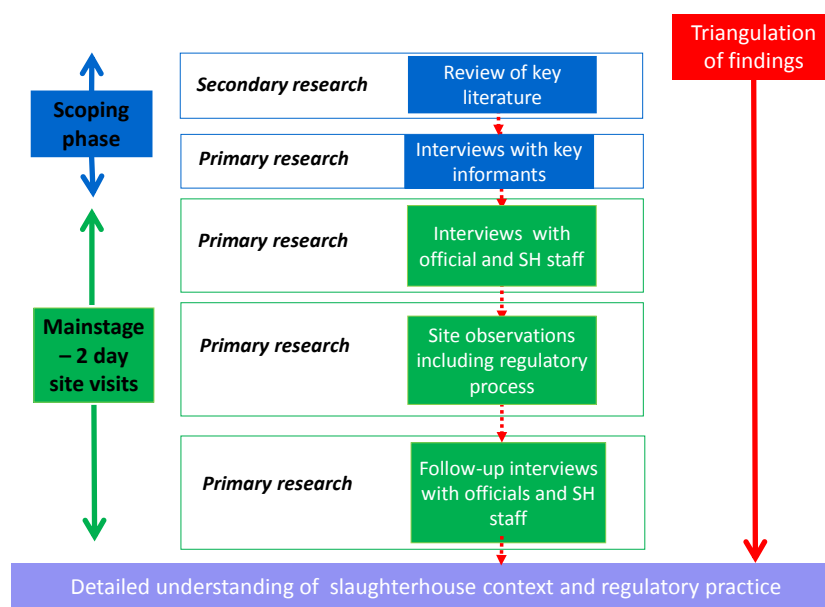 Triangulation
of findings
Scoping
phase
Secondary research
Review of key
literature
Primary research
Interviews with key
informants
Mainstage
– 2 day
site visits
Primary research
Interviews with
official and SH staff
Primary research
Site observations
including regulatory
process
Primary research
Follow-up interviews
with officials and SH
staff
Detailed understanding of slaughterhouse context and regulatory practice